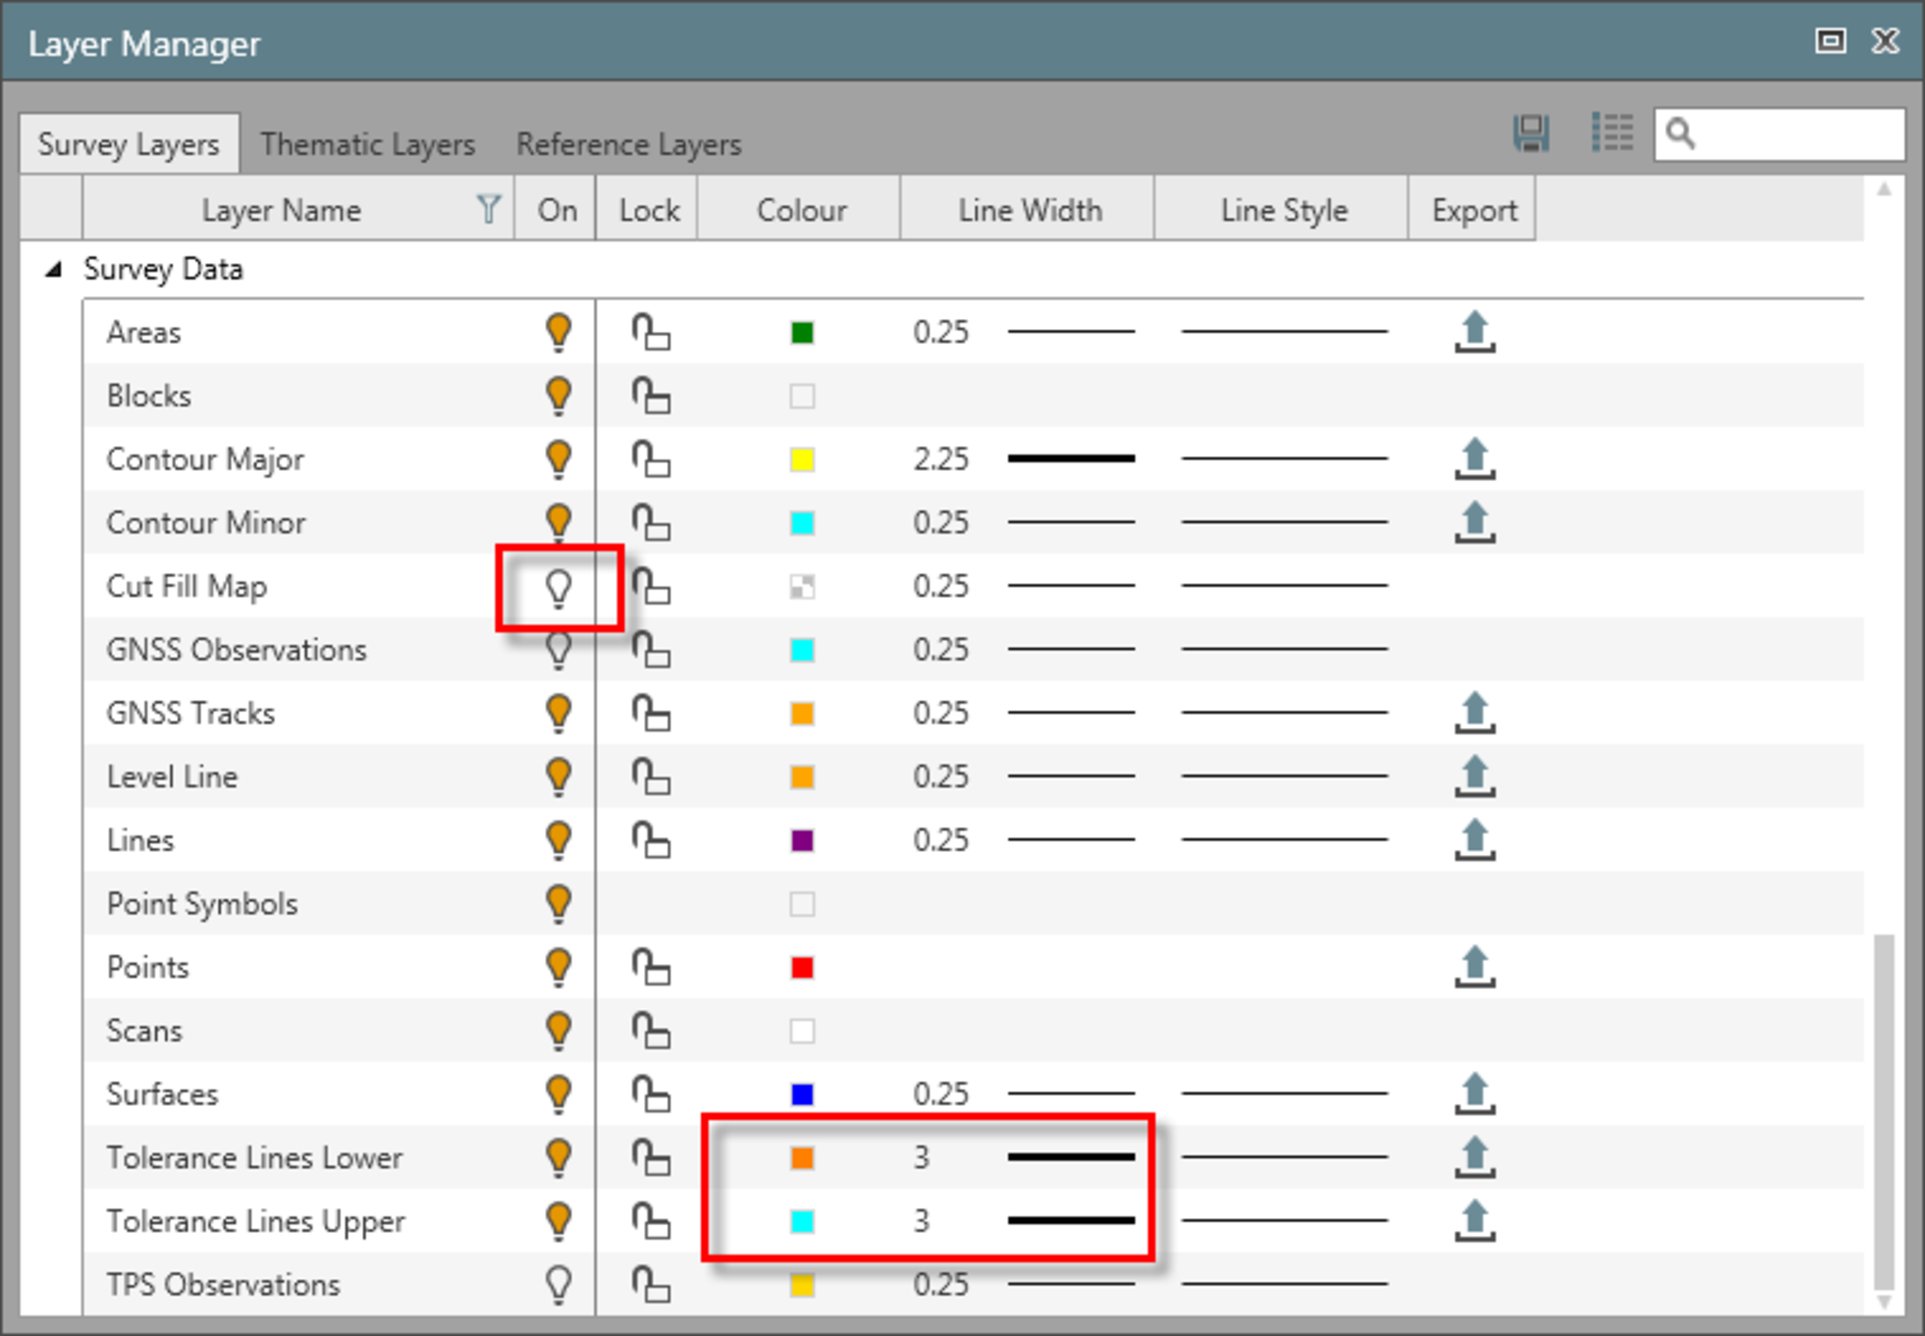 Layer Manager
Survey Layers Thematic Layers Reference Layers
Layer Name On Lock Colour Line Width Line Style Export
Survey Data
Areas 0.25
Blocks
Contour Major 2.25
Contour Minor 0.25
Cut Fill Map 0.25
GNSS Observations 0.25
GNSS Tracks 0.25
Level Line 0.25
Lines 0.25
Point Symbols
Points
Scans
Surfaces 0.25
Tolerance Lines Lower 3
Tolerance Lines Upper 3
TPS Observations 0.25